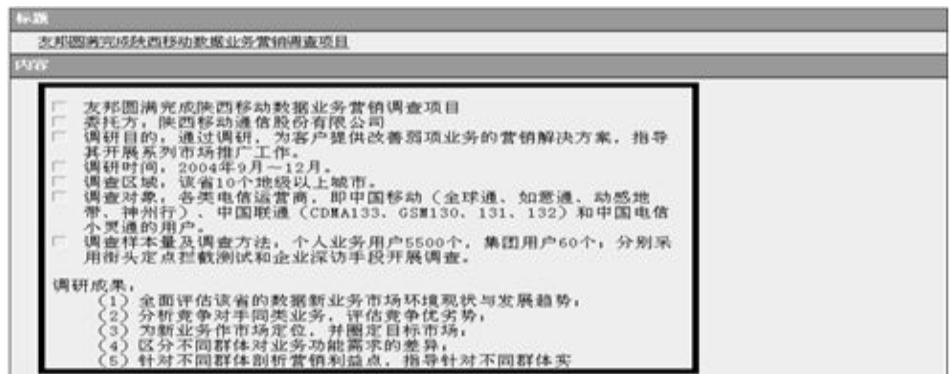 标题
友邦圆满完成陕西移动数据业务营销调查项目
内容
友邦圆满完成陕西移动数据业务营销调查项目
委托方：陕西移动通信股份有限公司
调研目的：通过调研，为客户提供改善弱项业务的营销解决方案，指导
其开展系列市场推广工作。
调研时间：2004年9月～12月。
调查区域：该省10个地级以上城市。
调查对象：各类电信运营商，即中国移动（全球通、如意通、动感地
带、神州行）、中国联通（CDMA133、GSM130、131、132）和中国电信
小灵通的用户。
调查样本量及调查方法：个人业务用户5500个，集团用户60个；分别采
用街头定点拦截测试和企业深访手段开展调查。
调研成果：
（1）全面评估该省的数据新业务市场环境现状与发展趋势；
（2）分析竞争对手同类业务，评估竞争优劣势；
（3）为新业务作市场定位，并圈定目标市场；
（4）区分不同群体对业务功能需求的差异；
（5）针对不同群体剖析营销利益点，指导针对不同群体实